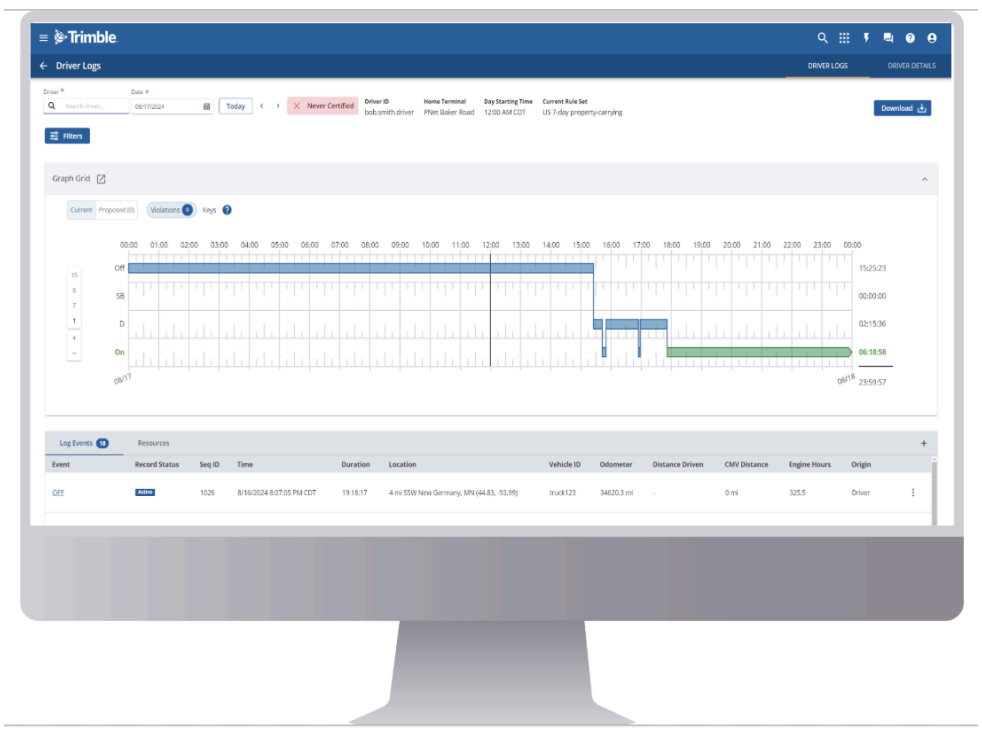 Trimble.
Driver Logs DRIVER LOGS DRIVER DETAILS
Driver * Date *
Search driver... 08/17/2024 Today Never Certified
Driver ID Home Terminal Day Starting Time Current Rule Set
bob.smith.driver PNet Baker Road 12:00 AM CDT US 7-day property-carrying
Download
Filters
Graph Grid
Current Proposed (0) Violations 0 Keys ?
00:00 01:00 02:00 03:00 04:00 05:00 06:00 07:00 08:00 09:00 10:00 11:00 12:00 13:00 14:00 15:00 16:00 17:00 18:00 19:00 20:00 21:00 22:00 23:00 00:00
15
8
7
1
+
−
Off 15:25:23
SB 00:00:00
D 02:15:36
On 06:18:58
08/17 08/18 23:59:57
Log Events 18 Resources +
Event Record Status Seq ID Time Duration Location Vehicle ID Odometer Distance Driven CMV Distance Engine Hours Origin
OFF Active 1026 8/16/2024 8:07:05 PM CDT 19:18:17 4 mi SSW New Germany, MN (44.83, -93.99) truck123 34620.3 mi - 0 mi 325.5 Driver